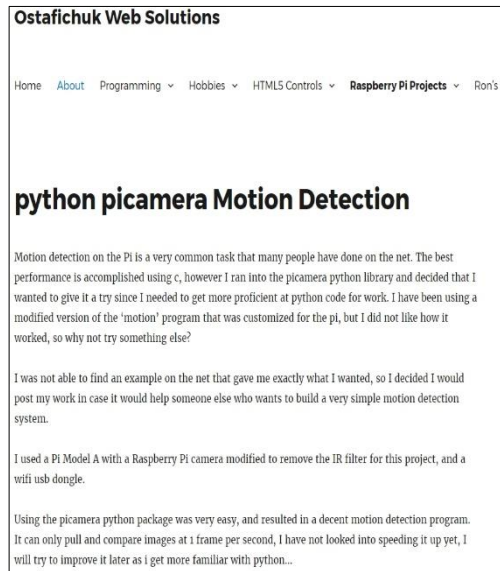 Ostafichuk Web Solutions
Home About Programming Hobbies HTML5 Controls Raspberry Pi Projects Ron's
python picamera Motion Detection
Motion detection on the Pi is a very common task that many people have done on the net. The best
performance is accomplished using c, however I ran into the picamera python library and decided that I
wanted to give it a try since I needed to get more proficient at python code for work. I have been using a
modified version of the ‘motion’ program that was customized for the pi, but I did not like how it
worked, so why not try something else?
I was not able to find an example on the net that gave me exactly what I wanted, so I decided I would
post my work in case it would help someone else who wants to build a very simple motion detection
system.
I used a Pi Model A with a Raspberry Pi camera modified to remove the IR filter for this project, and a
wifi usb dongle.
Using the picamera python package was very easy, and resulted in a decent motion detection program.
It can only pull and compare images at 1 frame per second, I have not looked into speeding it up yet, I
will try to improve it later as i get more familiar with python...